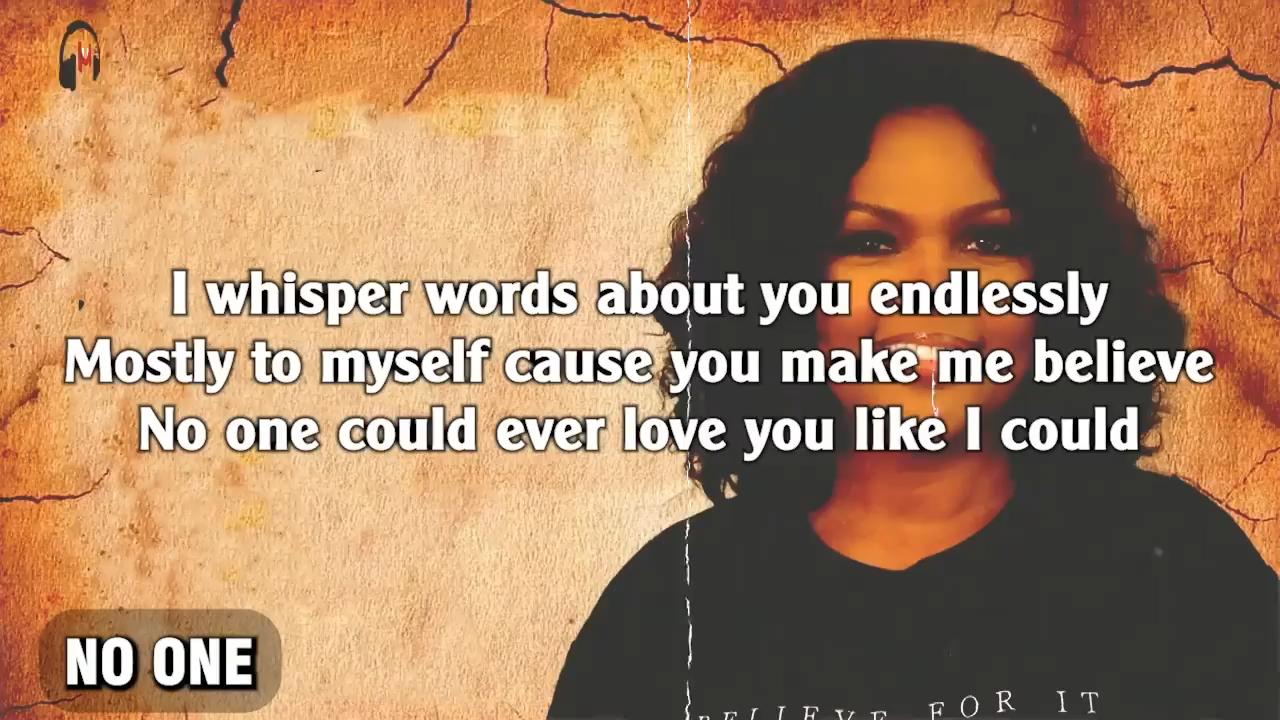 I whisper words about you endlessly
Mostly to myself cause you make me believe
No one could ever love you like I could
NO ONE
BELIEVE FOR IT